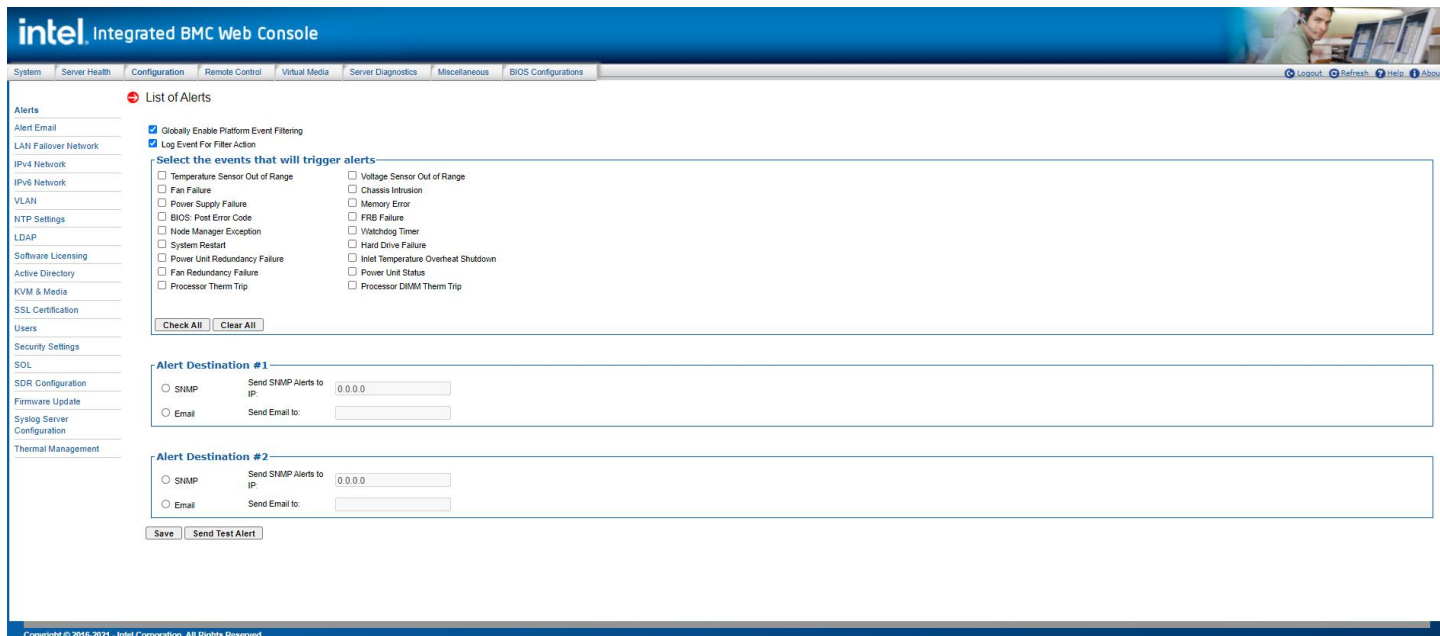 intel. Integrated BMC Web Console
System Server Health Configuration Remote Control Virtual Media Server Diagnostics Miscellaneous BIOS Configurations
Logout Refresh Help Abou
Alerts
Alert Email
LAN Failover Network
IPv4 Network
IPv6 Network
VLAN
NTP Settings
LDAP
Software Licensing
Active Directory
KVM & Media
SSL Certification
Users
Security Settings
SOL
SDR Configuration
Firmware Update
Syslog Server
Configuration
Thermal Management
List of Alerts
Globally Enable Platform Event Filtering
Log Event For Filter Action
Select the events that will trigger alerts
Temperature Sensor Out of Range Voltage Sensor Out of Range
Fan Failure Chassis Intrusion
Power Supply Failure Memory Error
BIOS: Post Error Code FRB Failure
Node Manager Exception Watchdog Timer
System Restart Hard Drive Failure
Power Unit Redundancy Failure Inlet Temperature Overheat Shutdown
Fan Redundancy Failure Power Unit Status
Processor Therm Trip Processor DIMM Therm Trip
Check All Clear All
Alert Destination #1
SNMP Send SNMP Alerts to
IP: 0.0.0.0
Email Send Email to:
Alert Destination #2
SNMP Send SNMP Alerts to
IP: 0.0.0.0
Email Send Email to:
Save Send Test Alert
Copyright © 2016-2021 - Intel Corporation. All Rights Reserved.